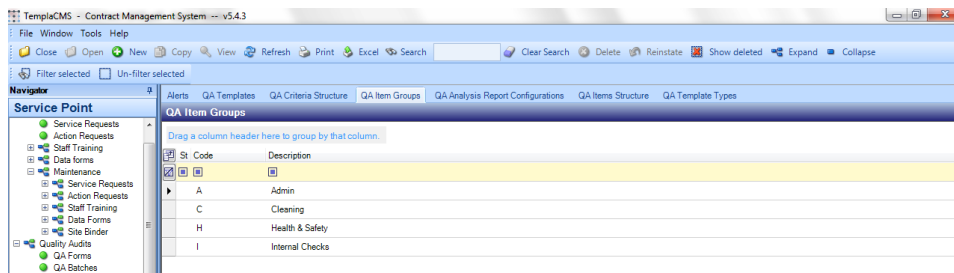 TemplaCMS - Contract Management System -- v5.4.3
File Window Tools Help
Close Open New Copy View Refresh Print Excel Search Clear Search Delete Reinstate Show deleted Expand Collapse
Filter selected Un-filter selected
Navigator
Alerts QA Templates QA Criteria Structure QA Item Groups QA Analysis Report Configurations QA Items Structure QA Template Types
Service Point
QA Item Groups
Service Requests
Action Requests
Staff Training
Data forms
Maintenance
Service Requests
Action Requests
Staff Training
Data Forms
Site Binder
Quality Audits
QA Forms
QA Batches
Drag a column header here to group by that column.
St Code Description
A Admin
C Cleaning
H Health & Safety
I Internal Checks